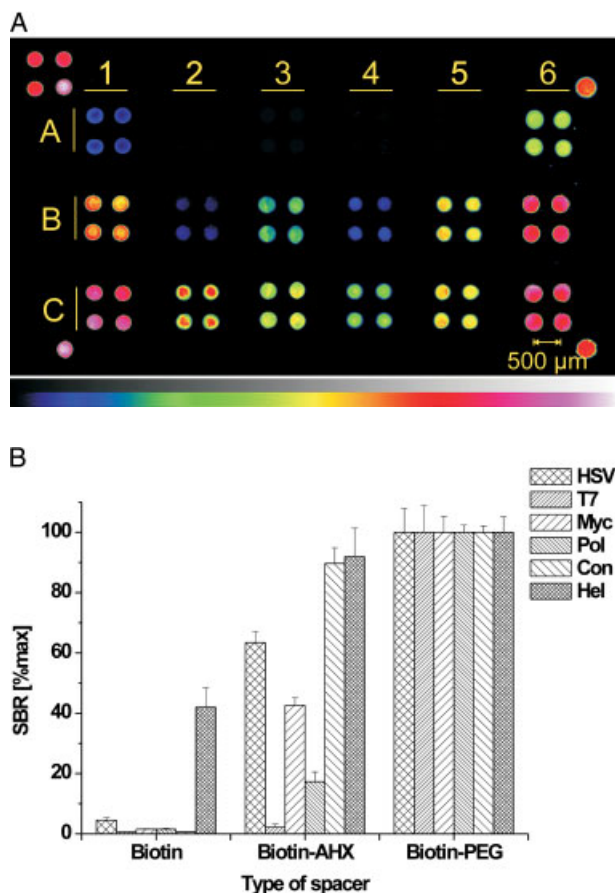 A
1 2 3 4 5 6
A
B
C
500 µm
B
HSV
T7
Myc
Pol
Con
Hel
100
80
60
40
20
0
SBR [%max]
Biotin Biotin-AHX Biotin-PEG
Type of spacer